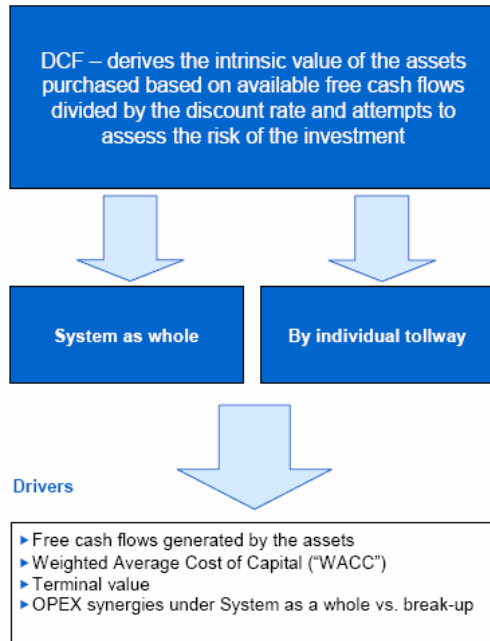 DCF – derives the intrinsic value of the assets
purchased based on available free cash flows
divided by the discount rate and attempts to
assess the risk of the investment
System as whole
By individual tollway
Drivers
▶Free cash flows generated by the assets
▶Weighted Average Cost of Capital (“WACC”)
▶Terminal value
▶OPEX synergies under System as a whole vs. break-up